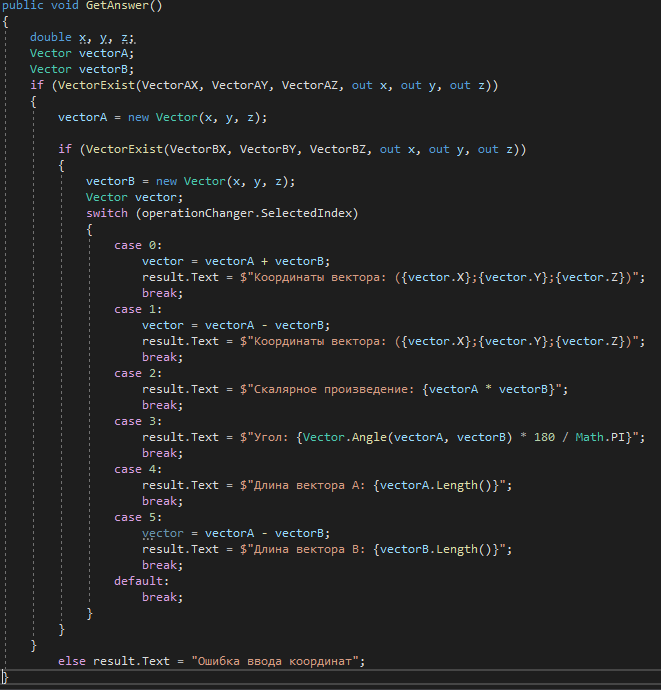 public void GetAnswer()
{
double x, y, z;
Vector vectorA;
Vector vectorB;
if (VectorExist(VectorAX, VectorAY, VectorAZ, out x, out y, out z))
{
vectorA = new Vector(x, y, z);
if (VectorExist(VectorBX, VectorBY, VectorBZ, out x, out y, out z))
{
vectorB = new Vector(x, y, z);
Vector vector;
switch (operationChanger.SelectedIndex)
{
case 0:
vector = vectorA + vectorB;
result.Text = $"Координаты вектора: ({vector.X};{vector.Y};{vector.Z})";
break;
case 1:
vector = vectorA - vectorB;
result.Text = $"Координаты вектора: ({vector.X};{vector.Y};{vector.Z})";
break;
case 2:
result.Text = $"Скалярное произведение: {vectorA * vectorB}";
break;
case 3:
result.Text = $"Угол: {Vector.Angle(vectorA, vectorB) * 180 / Math.PI}";
break;
case 4:
result.Text = $"Длина вектора A: {vectorA.Length()}";
break;
case 5:
vector = vectorA - vectorB;
result.Text = $"Длина вектора B: {vectorB.Length()}";
break;
default:
break;
}
}
}
else result.Text = "Ошибка ввода координат";
}